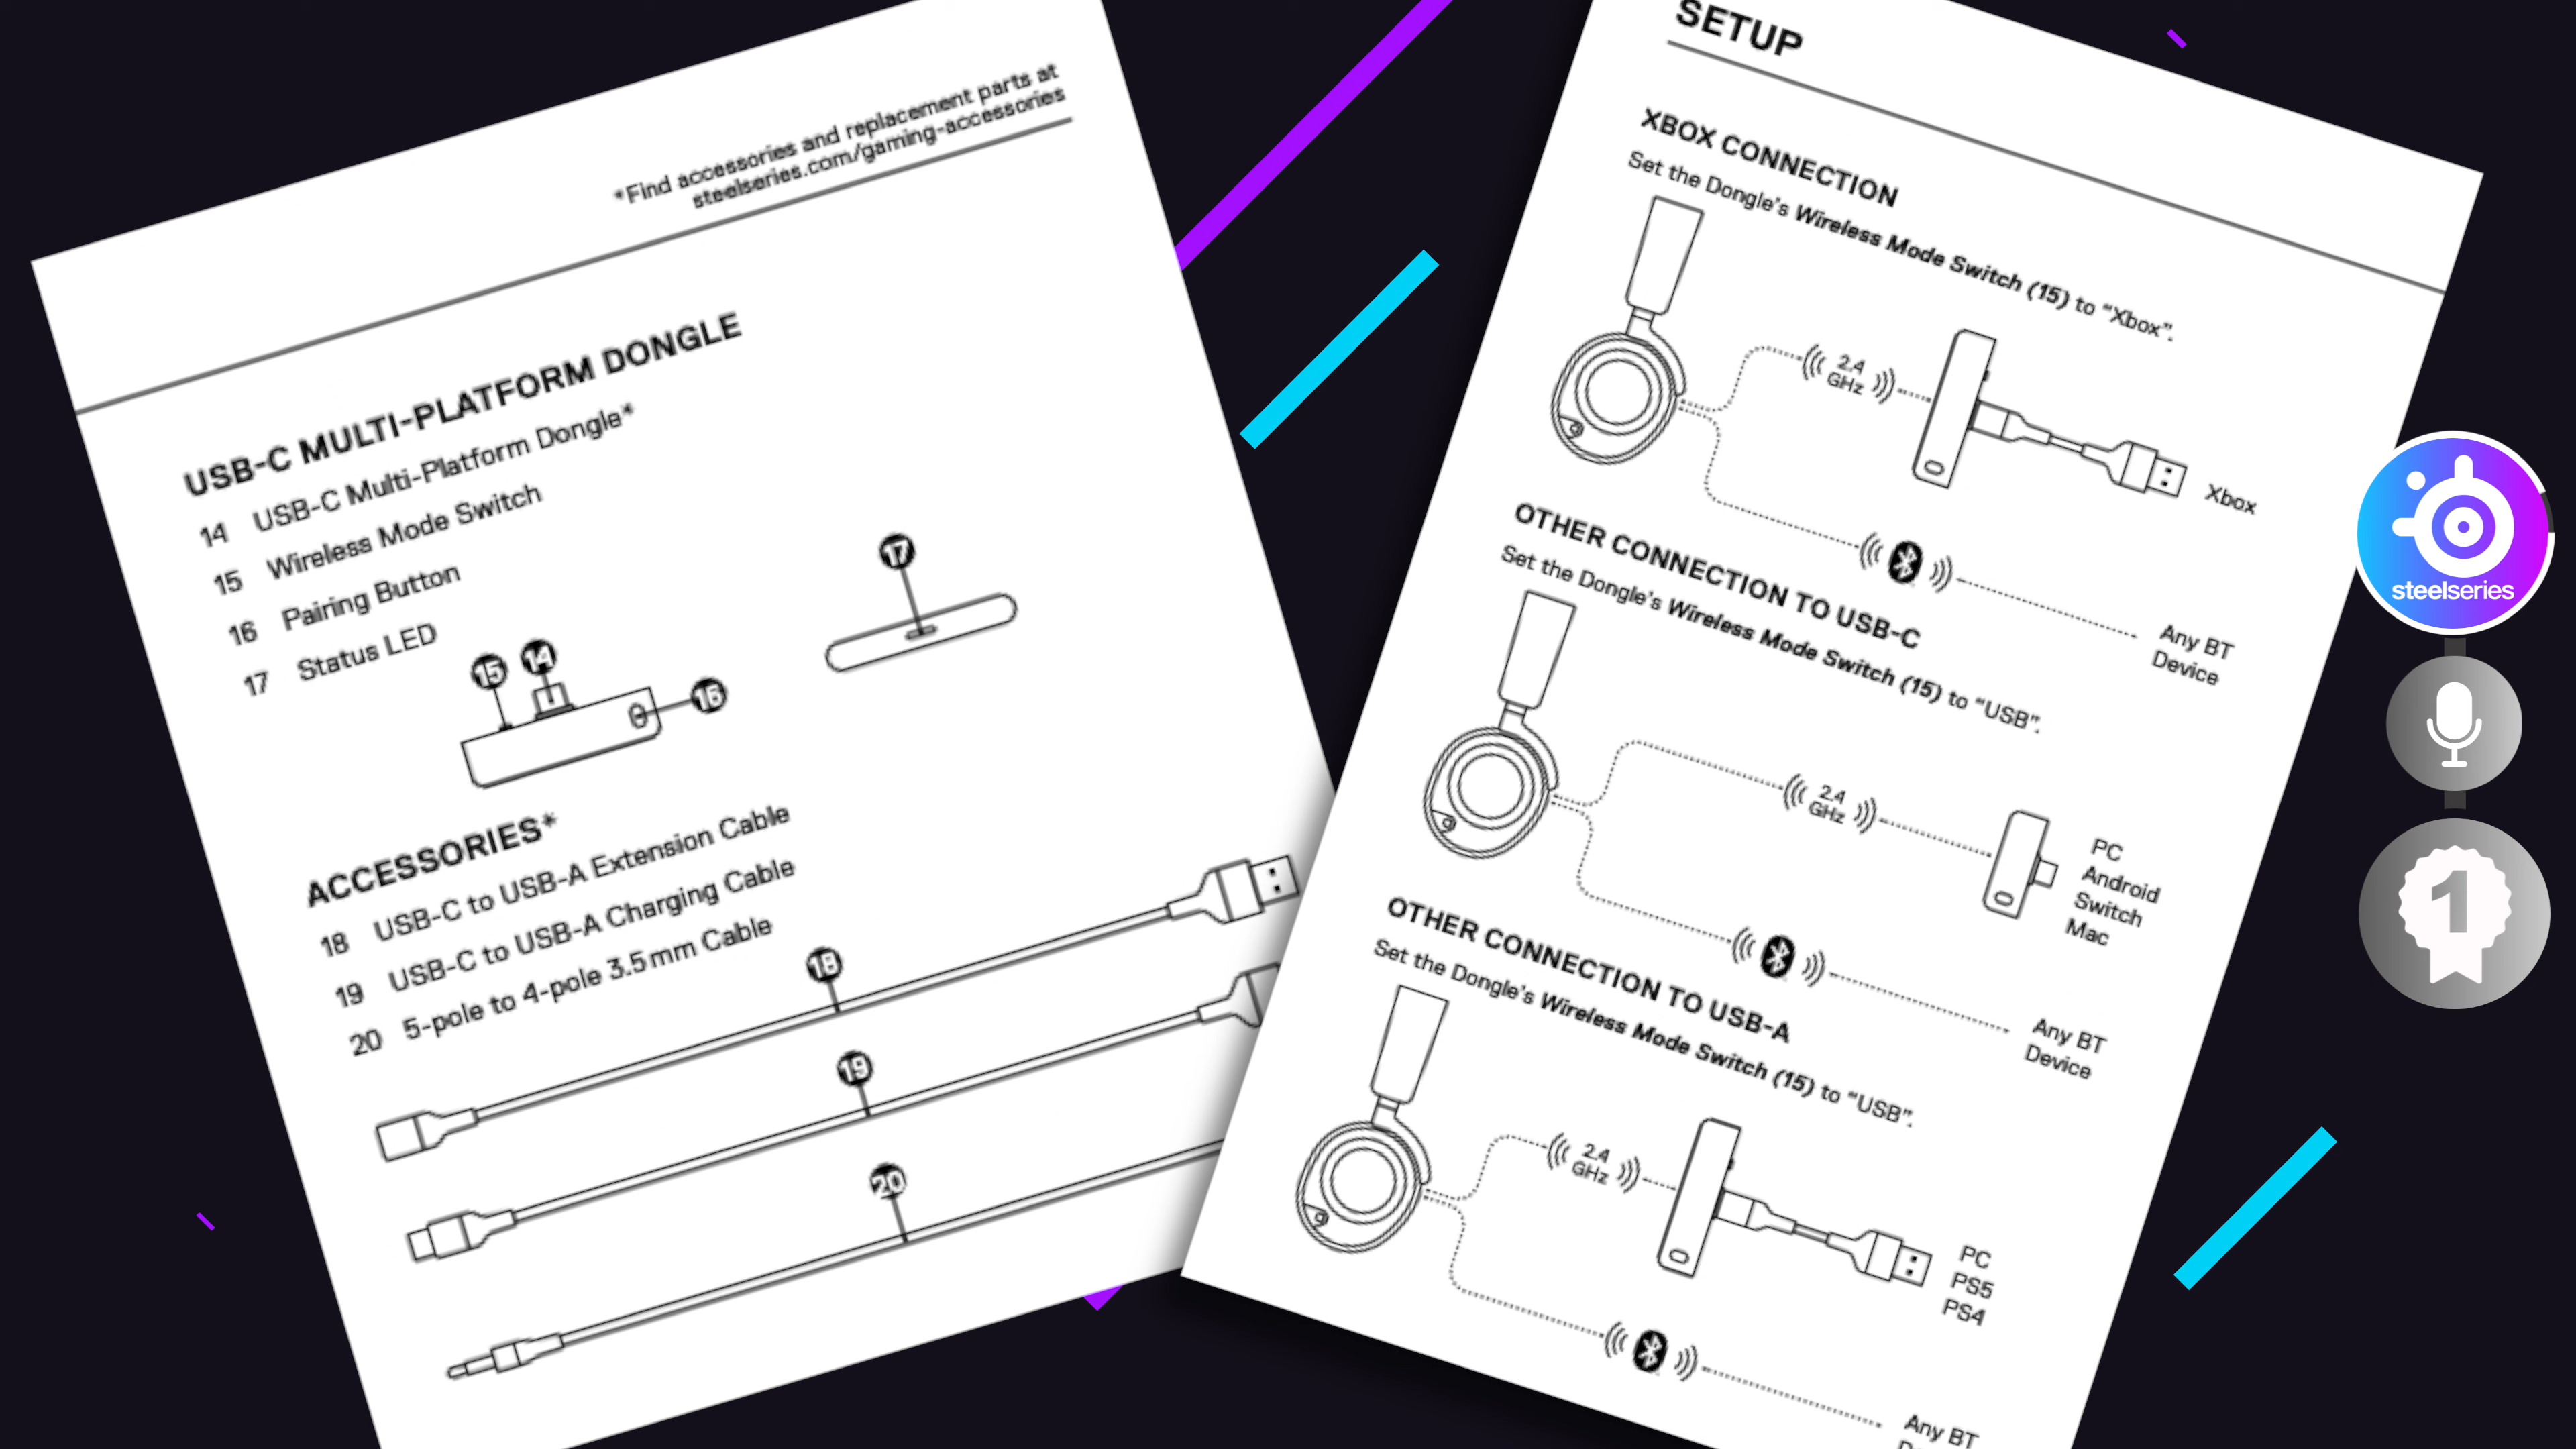 *Find accessories and replacement parts at
steelseries.com/gaming-accessories
USB-C MULTI-PLATFORM DONGLE
14 USB-C Multi-Platform Dongle*
15 Wireless Mode Switch
16 Pairing Button
17 Status LED
17
15
14
16
ACCESSORIES*
18 USB-C to USB-A Extension Cable
19 USB-C to USB-A Charging Cable
20 5-pole to 4-pole 3.5mm Cable
18
19
20
SETUP
XBOX CONNECTION
Set the Dongle's Wireless Mode Switch (15) to "Xbox".
2.4
GHz
Xbox
Any BT
Device
OTHER CONNECTION TO USB-C
Set the Dongle's Wireless Mode Switch (15) to "USB".
2.4
GHz
PC
Android
Switch
Mac
Any BT
Device
OTHER CONNECTION TO USB-A
Set the Dongle's Wireless Mode Switch (15) to "USB".
2.4
GHz
PC
PS5
PS4
Any BT
steelseries
1